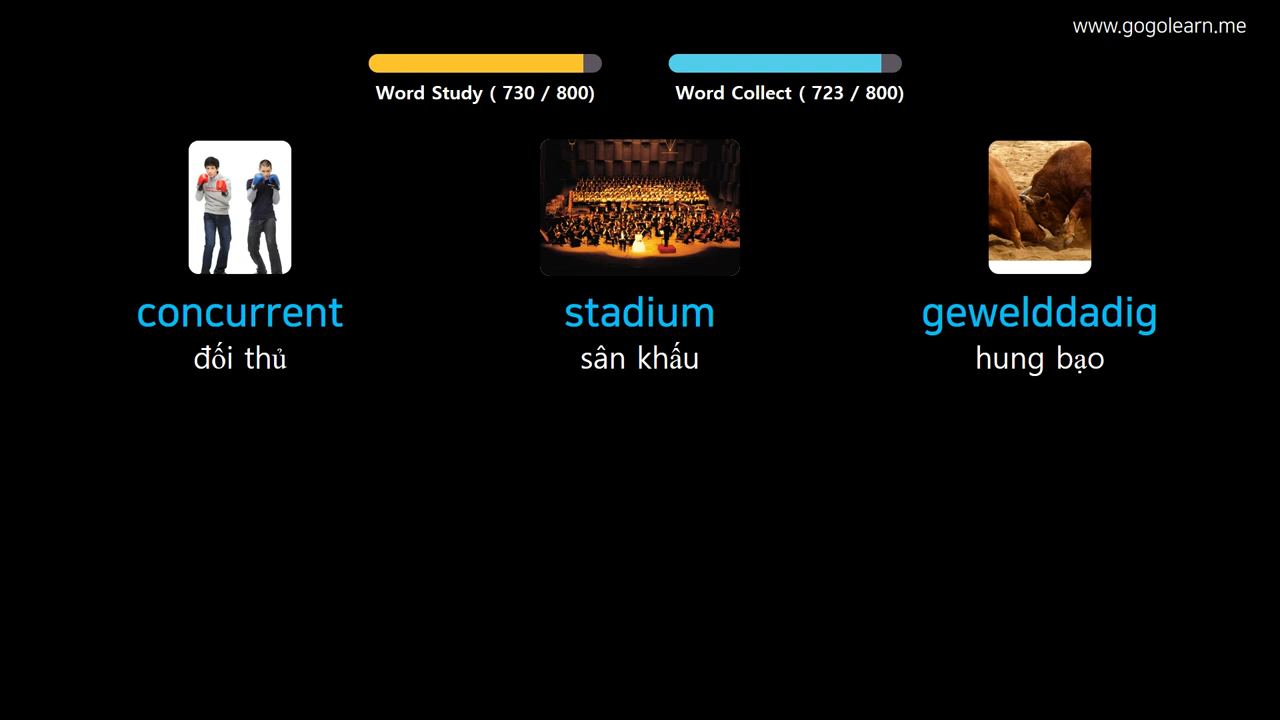 www.gogolearn.me
Word Study ( 730 / 800)
Word Collect ( 723 / 800)
concurrent
stadium
gewelddadig
đối thủ
sân khấu
hung bạo